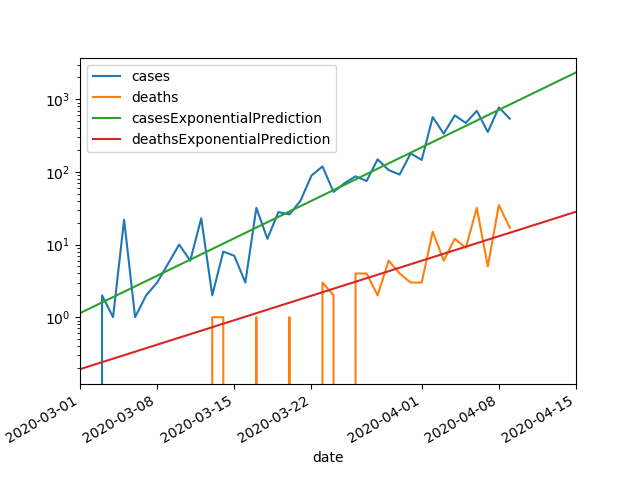 cases
deaths
casesExponentialPrediction
deathsExponentialPrediction
10³
10²
10¹
10⁰
2020-03-01
2020-03-08
2020-03-15
2020-03-22
2020-04-01
2020-04-08
2020-04-15
date